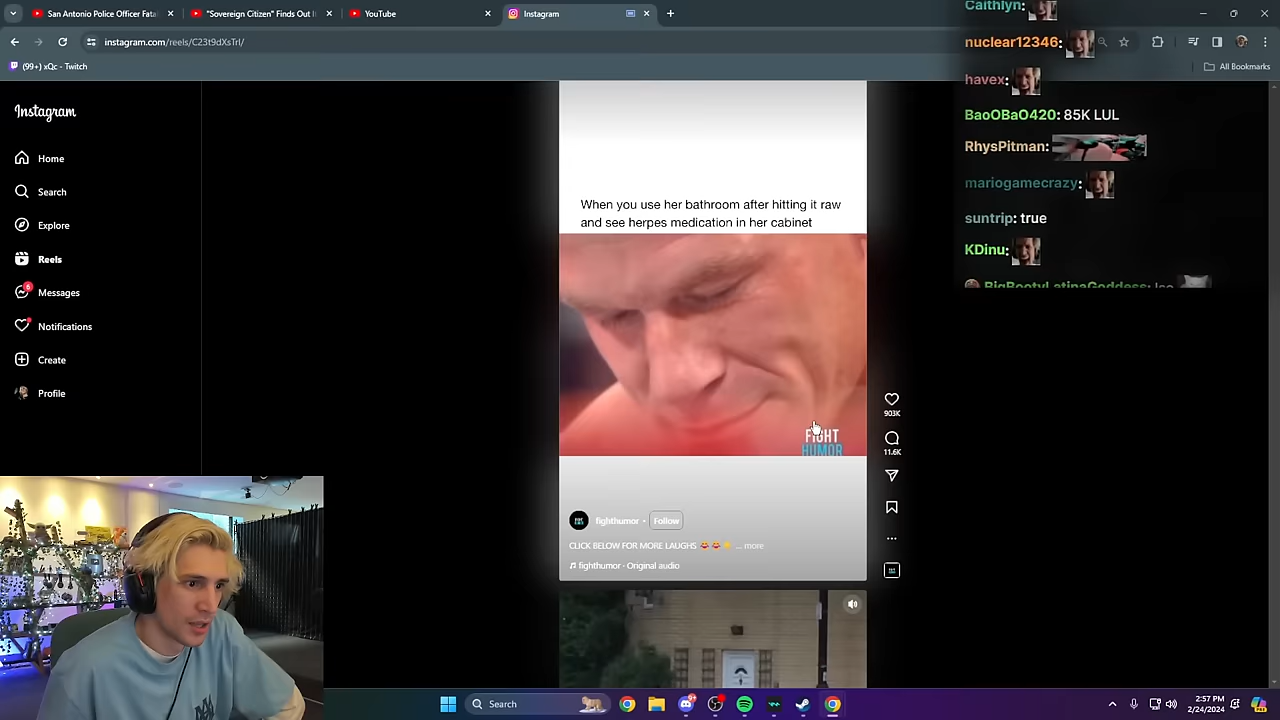 San Antonio Police Officer Fata
"Sovereign Citizen" Finds Out I
YouTube
Instagram
instagram.com/reels/C23t9dXsTrI/
(99+) xQc - Twitch
All Bookmarks
Instagram
Home
Search
Explore
Reels
6
Messages
Notifications
Create
Profile
When you use her bathroom after hitting it raw
and see herpes medication in her cabinet
FIGHT
HUMOR
903K
11.6K
fighthumor • Follow
CLICK BELOW FOR MORE LAUGHS ... more
fighthumor · Original audio
Caithlyn:
nuclear12346:
havex:
BaoOBaO420: 85K LUL
RhysPitman:
mariogamecrazy:
suntrip: true
KDinu:
BigBootyLatinaGoddess:
Search
2:57 PM
2/24/2024